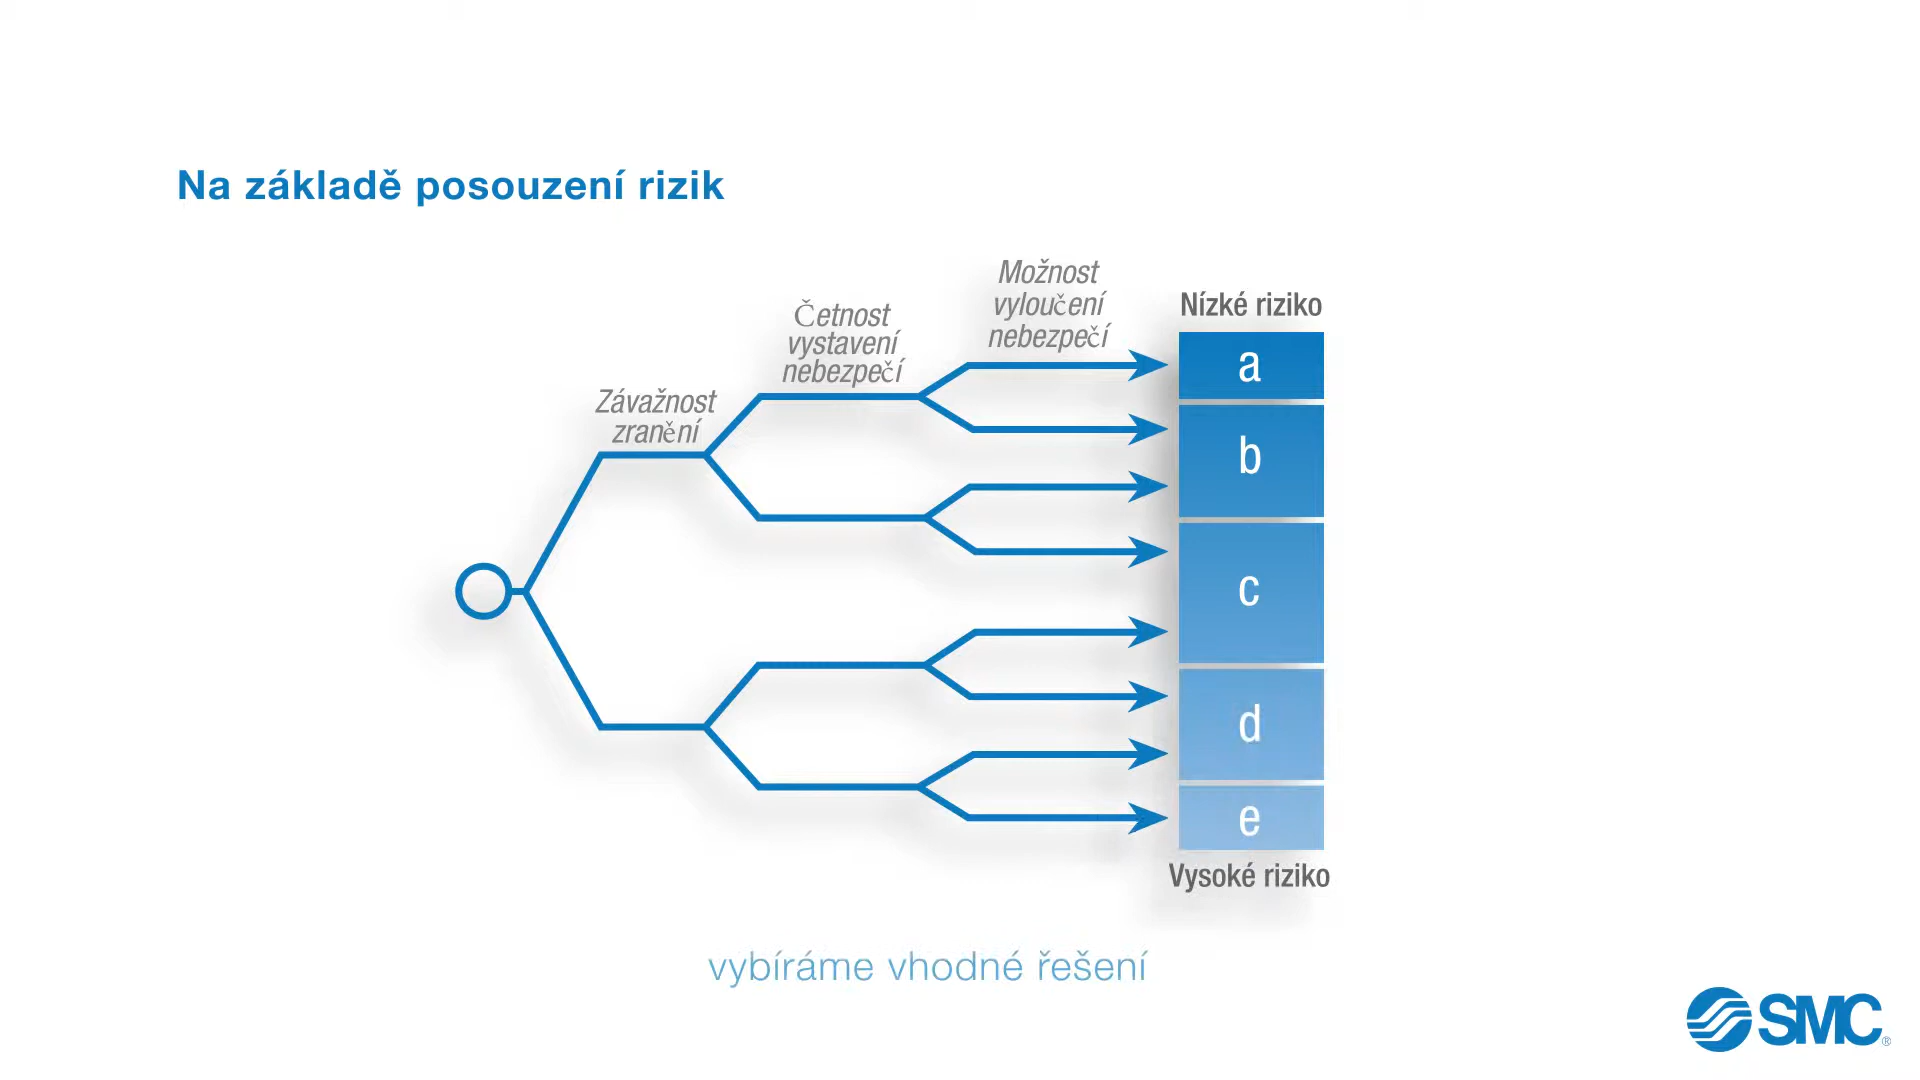 Na základě posouzení rizik
Možnost
vyloučení
nebezpečí
Četnost
vystavení
nebezpečí
Závažnost
zranění
Nízké riziko
a
b
c
d
e
Vysoké riziko
vybíráme vhodné řešení
SMC®